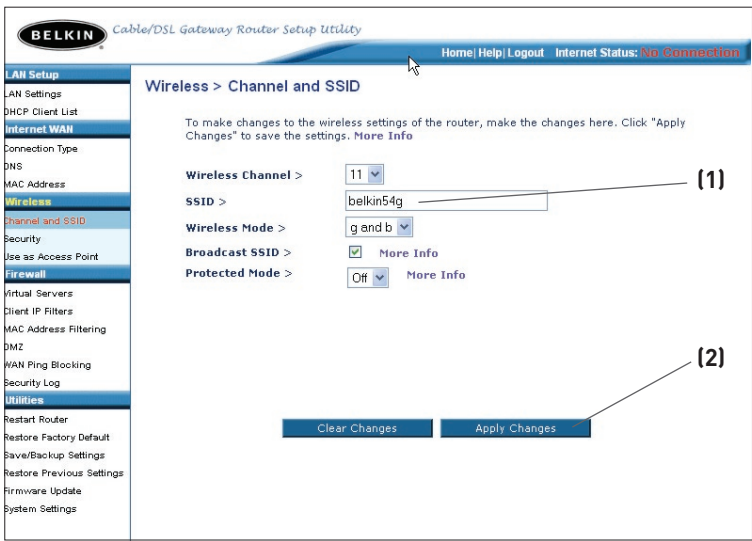 BELKIN Cable/DSL Gateway Router Setup Utility
Home| Help| Logout Internet Status: No Connection
LAN Setup
LAN Settings
DHCP Client List
Internet WAN
Connection Type
DNS
MAC Address
Wireless
Channel and SSID
Security
Use as Access Point
Firewall
Virtual Servers
Client IP Filters
MAC Address Filtering
DMZ
WAN Ping Blocking
Security Log
Utilities
Restart Router
Restore Factory Default
Save/Backup Settings
Restore Previous Settings
Firmware Update
System Settings
Wireless > Channel and SSID
To make changes to the wireless settings of the router, make the changes here. Click "Apply
Changes" to save the settings. More Info
Wireless Channel > 11
SSID > belkin54g
(1)
Wireless Mode > g and b
Broadcast SSID > More Info
Protected Mode > Off More Info
(2)
Clear Changes Apply Changes